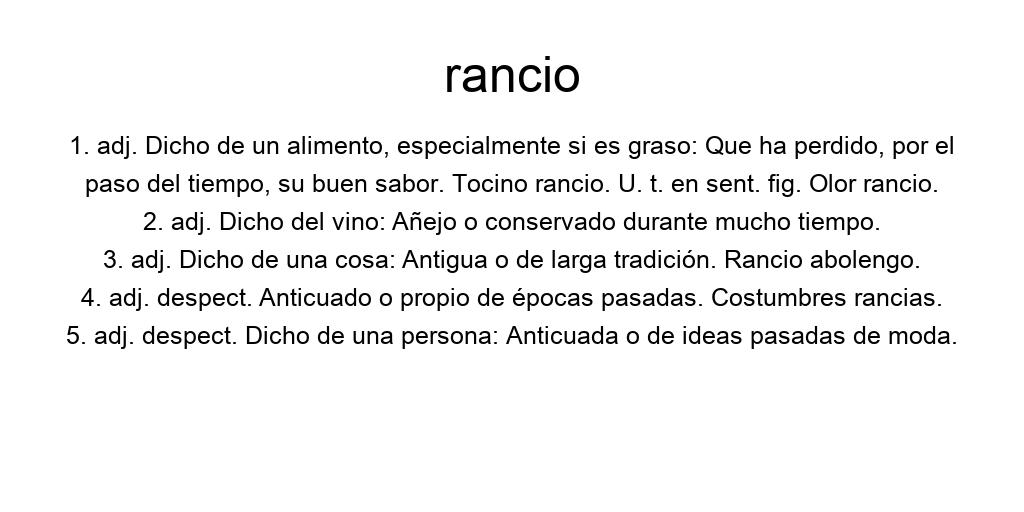 rancio
1. adj. Dicho de un alimento, especialmente si es graso: Que ha perdido, por el
paso del tiempo, su buen sabor. Tocino rancio. U. t. en sent. fig. Olor rancio.
2. adj. Dicho del vino: Añejo o conservado durante mucho tiempo.
3. adj. Dicho de una cosa: Antigua o de larga tradición. Rancio abolengo.
4. adj. despect. Anticuado o propio de épocas pasadas. Costumbres rancias.
5. adj. despect. Dicho de una persona: Anticuada o de ideas pasadas de moda.